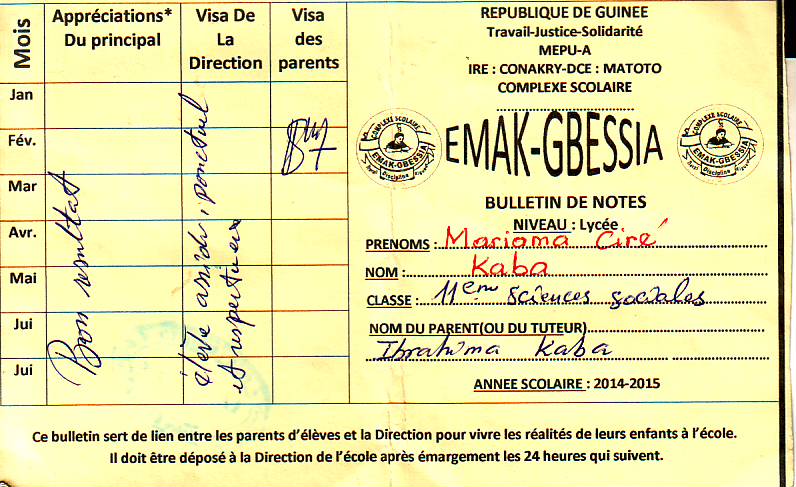 Mois
Appréciations*
Du principal
Visa De
La
Direction
Visa
des
parents
Jan
Fév.
Mar
Avr.
Mai
Jui
Jui
Bon resultat
élève assidu, ponctuel
et respectueux
REPUBLIQUE DE GUINEE
Travail-Justice-Solidarité
MEPU-A
IRE : CONAKRY-DCE : MATOTO
COMPLEXE SCOLAIRE
COMPLEXE SCOLAIRE
EMAK-GBESSIA
Discipline
EMAK-GBESSIA
COMPLEXE SCOLAIRE
EMAK-GBESSIA
Discipline
BULLETIN DE NOTES
NIVEAU : Lycée
PRENOMS : Mariama Ciré
NOM : Kaba
CLASSE : 11ème Sciences sociales
NOM DU PARENT(OU DU TUTEUR)
Ibrahima Kaba
ANNEE SCOLAIRE : 2014-2015
Ce bulletin sert de lien entre les parents d'élèves et la Direction pour vivre les réalités de leurs enfants à l'école.
Il doit être déposé à la Direction de l'école après émargement les 24 heures qui suivent.